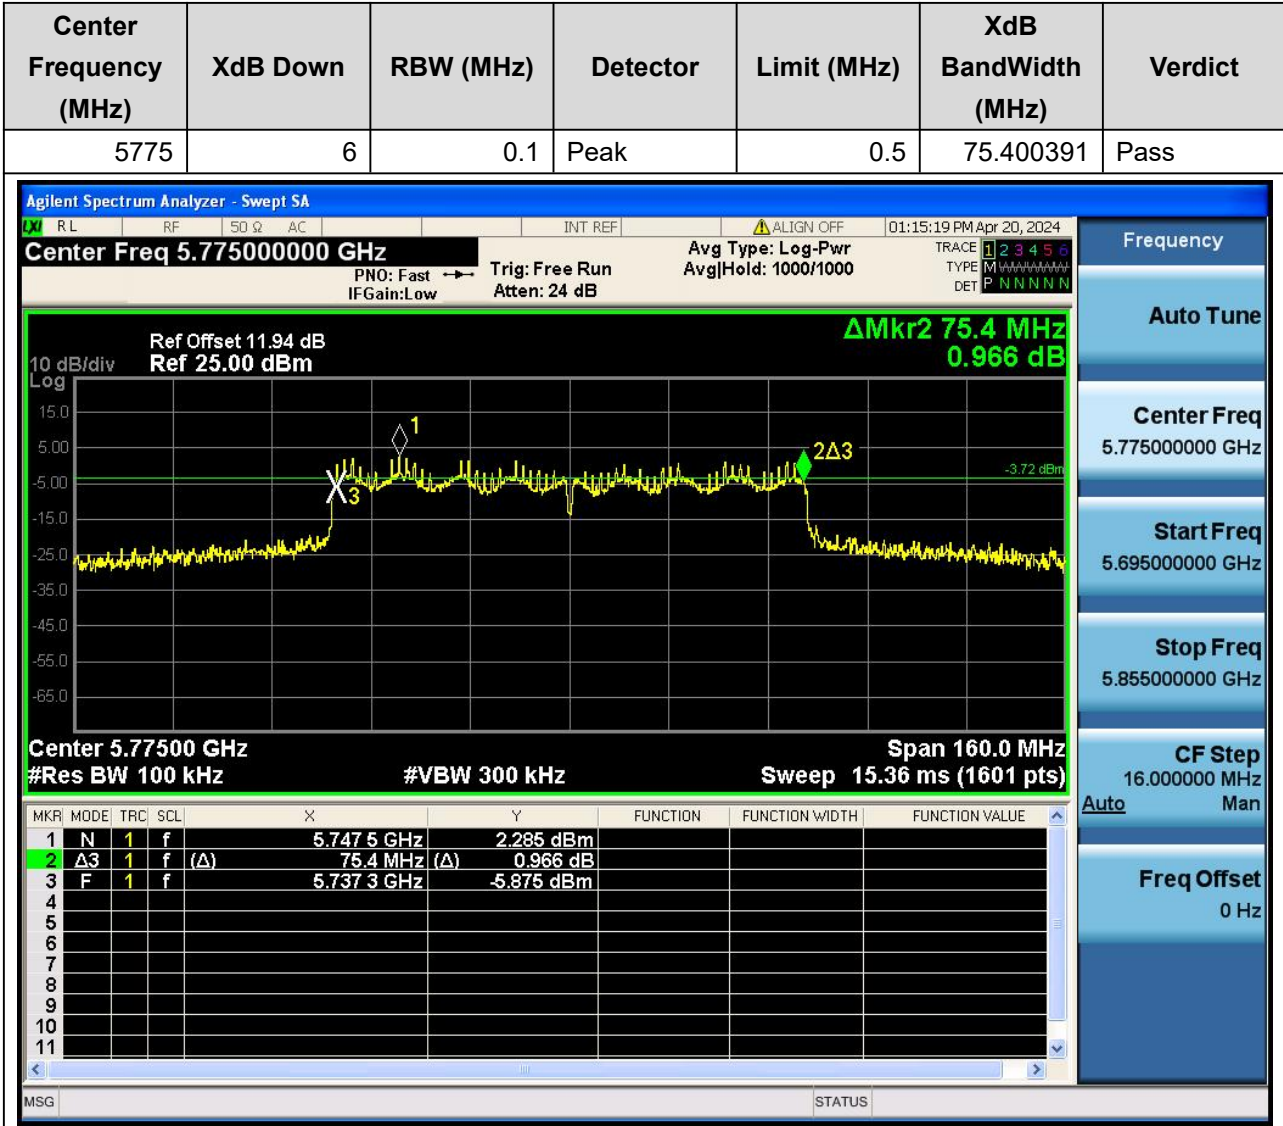 Center Frequency (MHz) XdB Down RBW (MHz) Detector Limit (MHz) XdB BandWidth (MHz) Verdict
5775 6 0.1 Peak 0.5 75.400391 Pass
Agilent Spectrum Analyzer - Swept SA
LXI RL RF 50 Ω AC INT REF ALIGN OFF 01:15:19 PM Apr 20, 2024
Center Freq 5.775000000 GHz
PNO: Fast
IFGain:Low
Trig: Free Run
Atten: 24 dB
Avg Type: Log-Pwr
Avg|Hold: 1000/1000
TRACE 1 2 3 4 5 6
TYPE M
DET P N N N N N
ΔMkr2 75.4 MHz
0.966 dB
Ref Offset 11.94 dB
10 dB/div Ref 25.00 dBm
Log
15.0
5.00
-5.00
-15.0
-25.0
-35.0
-45.0
-55.0
-65.0
1
2Δ3
3
-3.72 dBm
Center 5.77500 GHz Span 160.0 MHz
#Res BW 100 kHz #VBW 300 kHz Sweep 15.36 ms (1601 pts)
MKR MODE TRC SCL X Y FUNCTION FUNCTION WIDTH FUNCTION VALUE
1 N 1 f 5.747 5 GHz 2.285 dBm
2 Δ3 1 f (Δ) 75.4 MHz (Δ) 0.966 dB
3 F 1 f 5.737 3 GHz -5.875 dBm
4
5
6
7
8
9
10
11
MSG STATUS
Frequency
Auto Tune
Center Freq
5.775000000 GHz
Start Freq
5.695000000 GHz
Stop Freq
5.855000000 GHz
CF Step
16.000000 MHz
Auto Man
Freq Offset
0 Hz